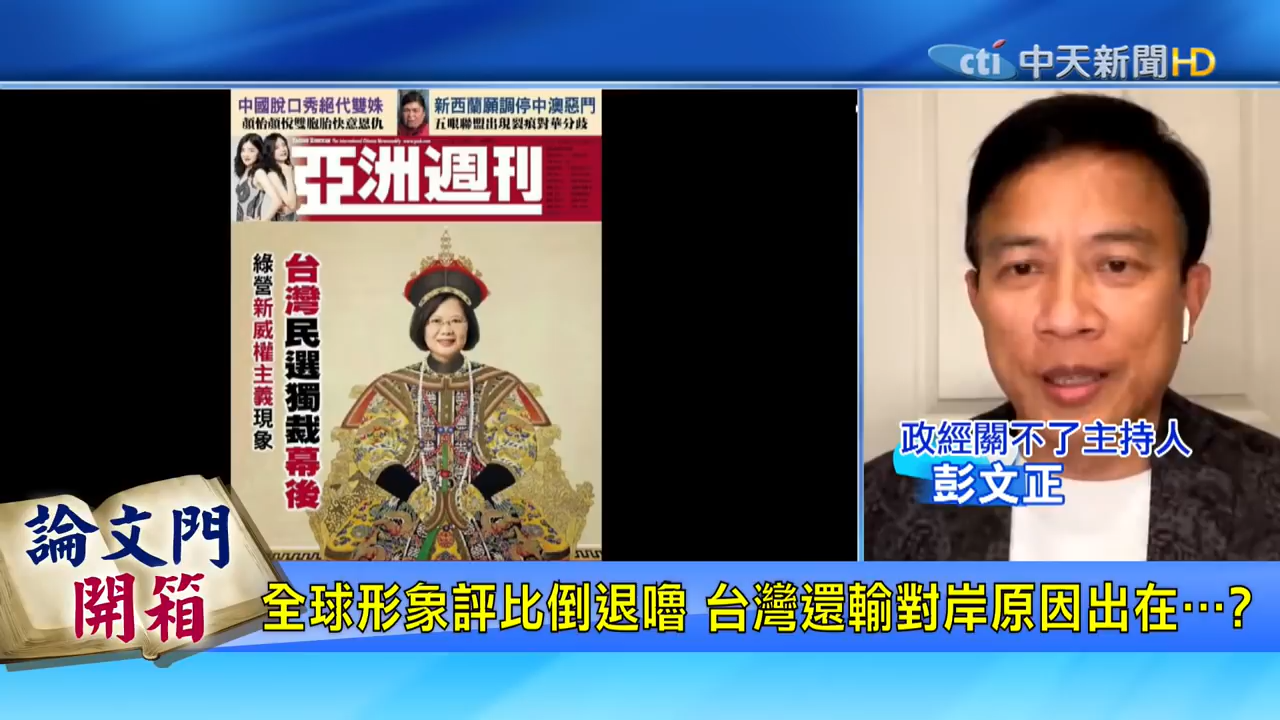 cti 中天新聞HD
中國脫口秀絕代雙姝
顏怡顏悅雙胞胎快意恩仇
新西蘭願調停中澳惡鬥
五眼聯盟出現裂痕對華分歧
亞洲週刊
台灣民選獨裁幕後
綠營新威權主義現象
政經關不了主持人
彭文正
論文門
開箱
全球形象評比倒退嚕 台灣還輸對岸原因出在…?